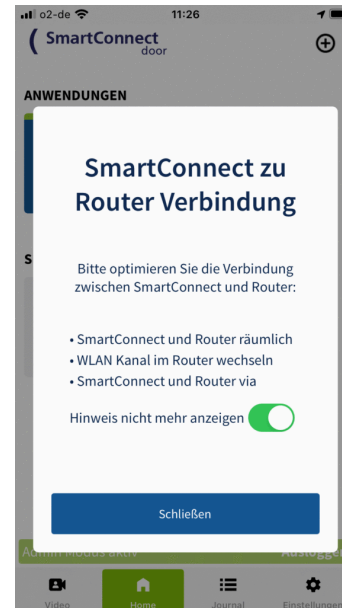 o2-de 11:26
SmartConnect
door
ANWENDUNGEN
SmartConnect zu
Router Verbindung
S
Bitte optimieren Sie die Verbindung
zwischen SmartConnect und Router:
• SmartConnect und Router räumlich
• WLAN Kanal im Router wechseln
• SmartConnect und Router via
Hinweis nicht mehr anzeigen
Schließen
Admin Modus aktiv Ausloggen
Video Home Journal Einstellungen